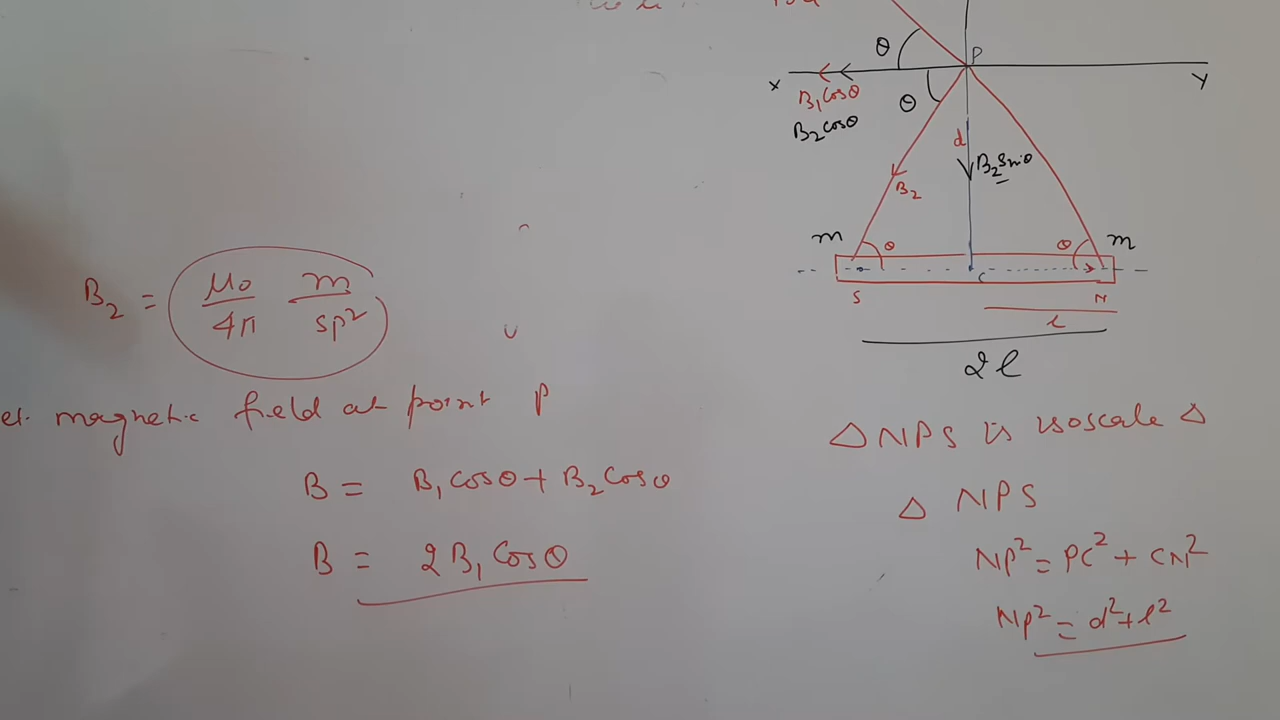 θ
P
X
Y
B₁cosθ
θ
B₂cosθ
d
B₂sinθ
B₂
m
θ
θ
m
C
S
N
l
2l
B₂ = μ₀/4π m/SP²
et. magnetic field at point P
B = B₁cosθ + B₂cosθ
B = 2B₁cosθ
△NPS is isoscale △
△ NPS
NP² = PC² + CN²
NP² = d² + l²